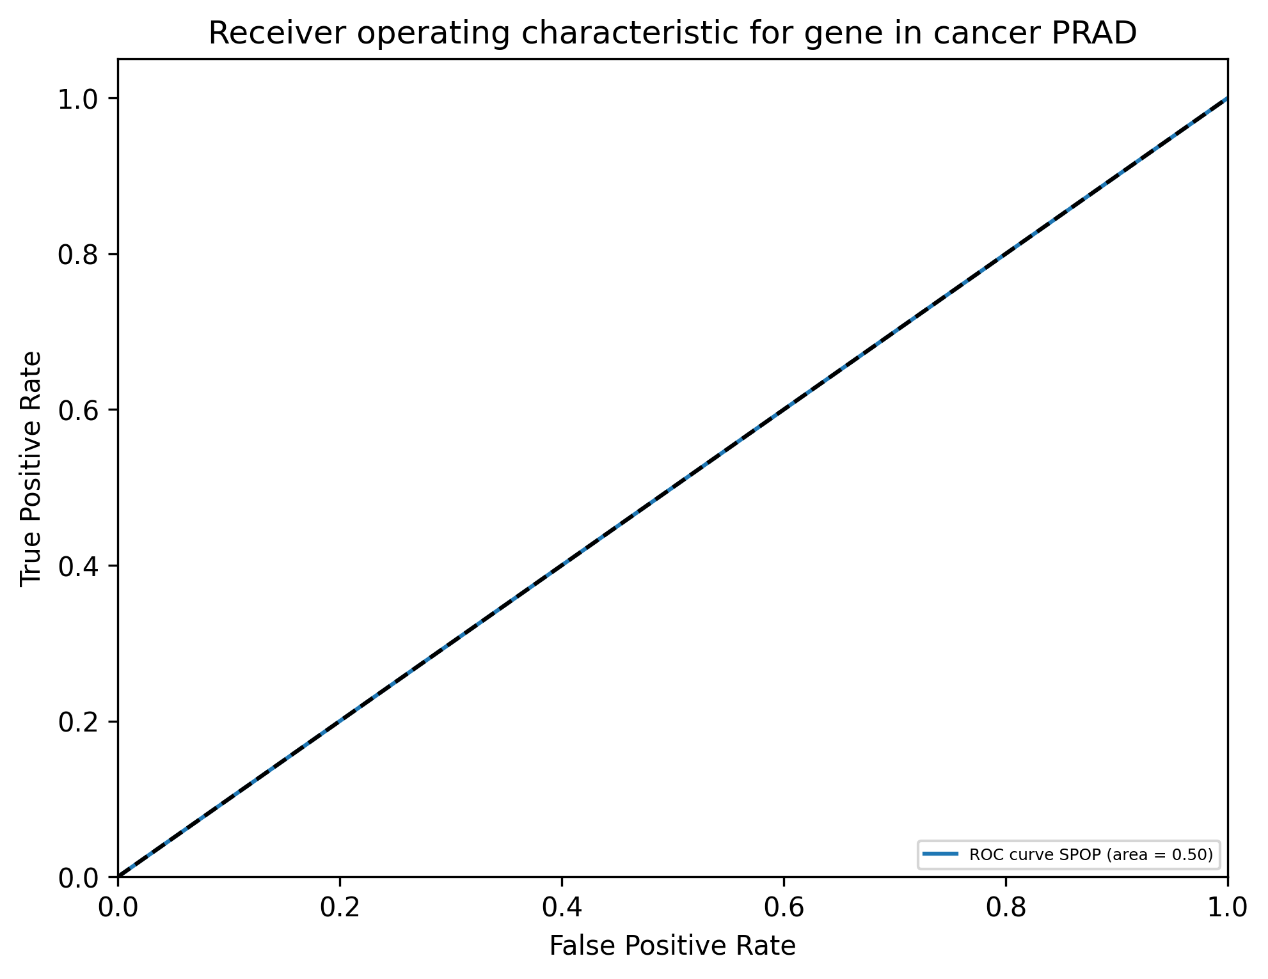 Receiver operating characteristic for gene in cancer PRAD
True Positive Rate
1.0
0.8
0.6
0.4
0.2
0.0
ROC curve SPOP (area = 0.50)
0.0 0.2 0.4 0.6 0.8 1.0
False Positive Rate